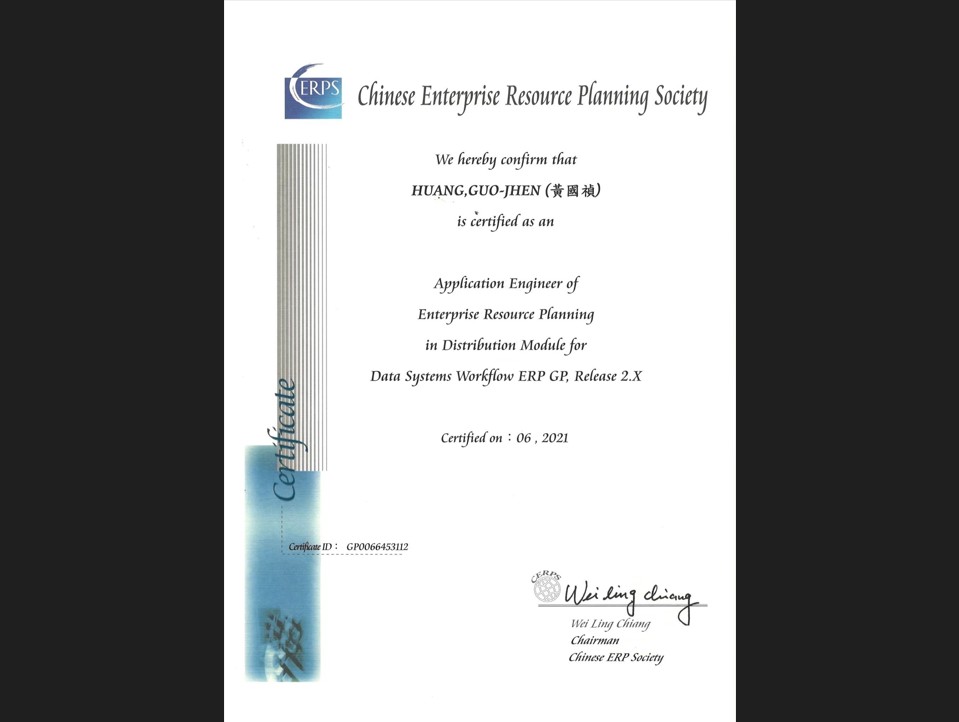 CERPS
Chinese Enterprise Resource Planning Society
We hereby confirm that
HUANG,GUO-JHEN (黃國禎)
is certified as an
Application Engineer of
Enterprise Resource Planning
in Distribution Module for
Data Systems Workflow ERP GP, Release 2.X
Certified on：06 , 2021
Certificate
Certificate ID： GP0066453112
CERPS
Wei ling chiang
Wei Ling Chiang
Chairman
Chinese ERP Society